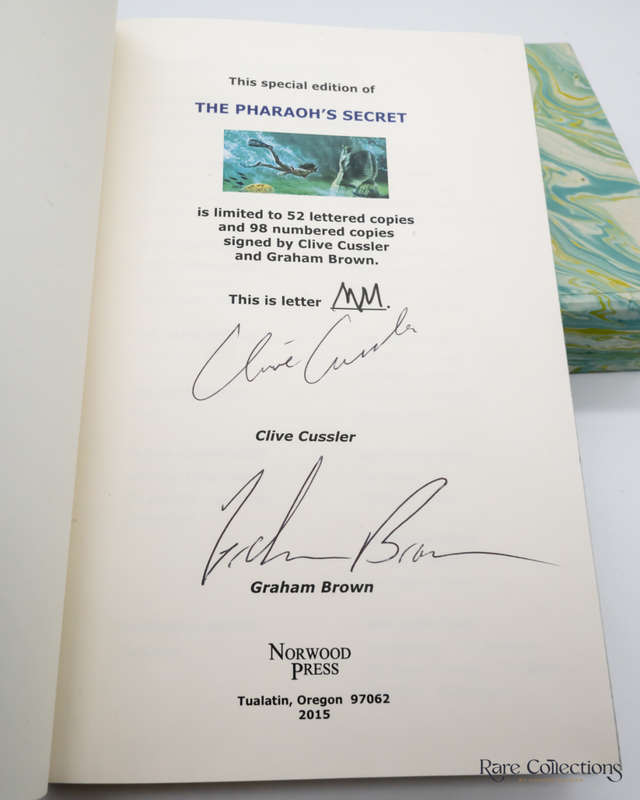 This special edition of
THE PHARAOH'S SECRET
is limited to 52 lettered copies
and 98 numbered copies
signed by Clive Cussler
and Graham Brown.
This is letter MM.
Clive Cussler
Clive Cussler
Graham Brown
Graham Brown
NORWOOD
PRESS
Tualatin, Oregon 97062
2015
Rare Collections